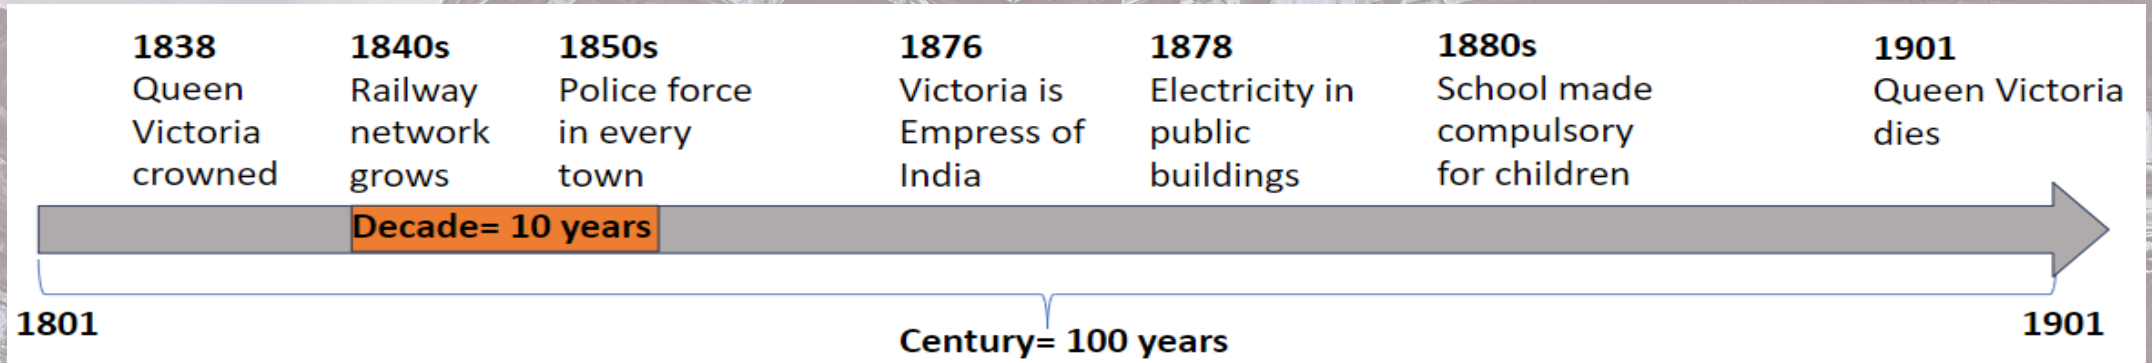 1838
Queen
Victoria
crowned
1840s
Railway
network
grows
1850s
Police force
in every
town
1876
Victoria is
Empress of
India
1878
Electricity in
public
buildings
1880s
School made
compulsory
for children
1901
Queen Victoria
dies
Decade= 10 years
1801
Century= 100 years
1901